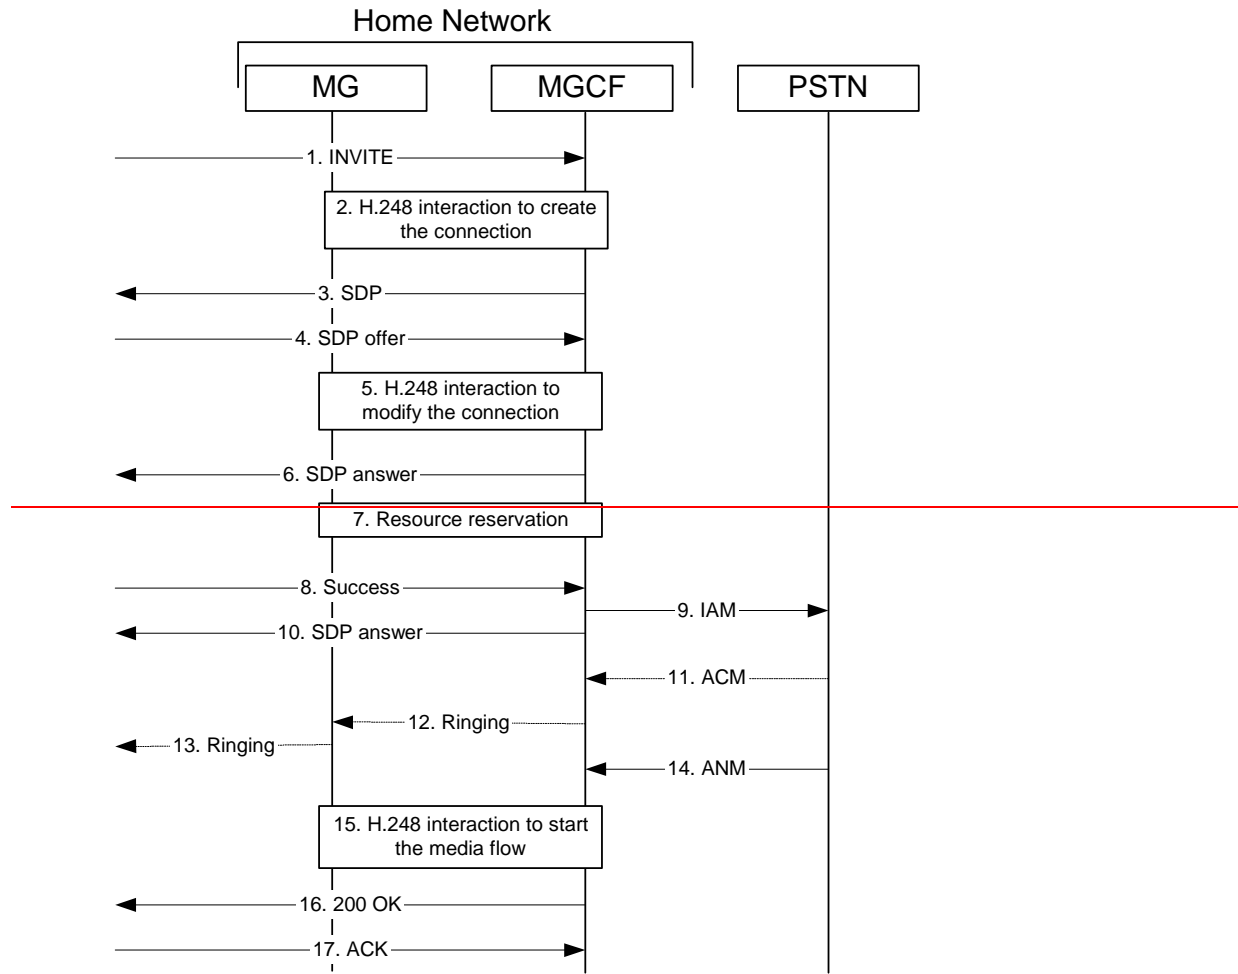 Home Network
MG
MGCF
PSTN
1. INVITE
2. H.248 interaction to create
the connection
3. SDP
4. SDP offer
5. H.248 interaction to
modify the connection
6. SDP answer
7. Resource reservation
8. Success
9. IAM
10. SDP answer
11. ACM
12. Ringing
13. Ringing
14. ANM
15. H.248 interaction to start
the media flow
16. 200 OK
17. ACK